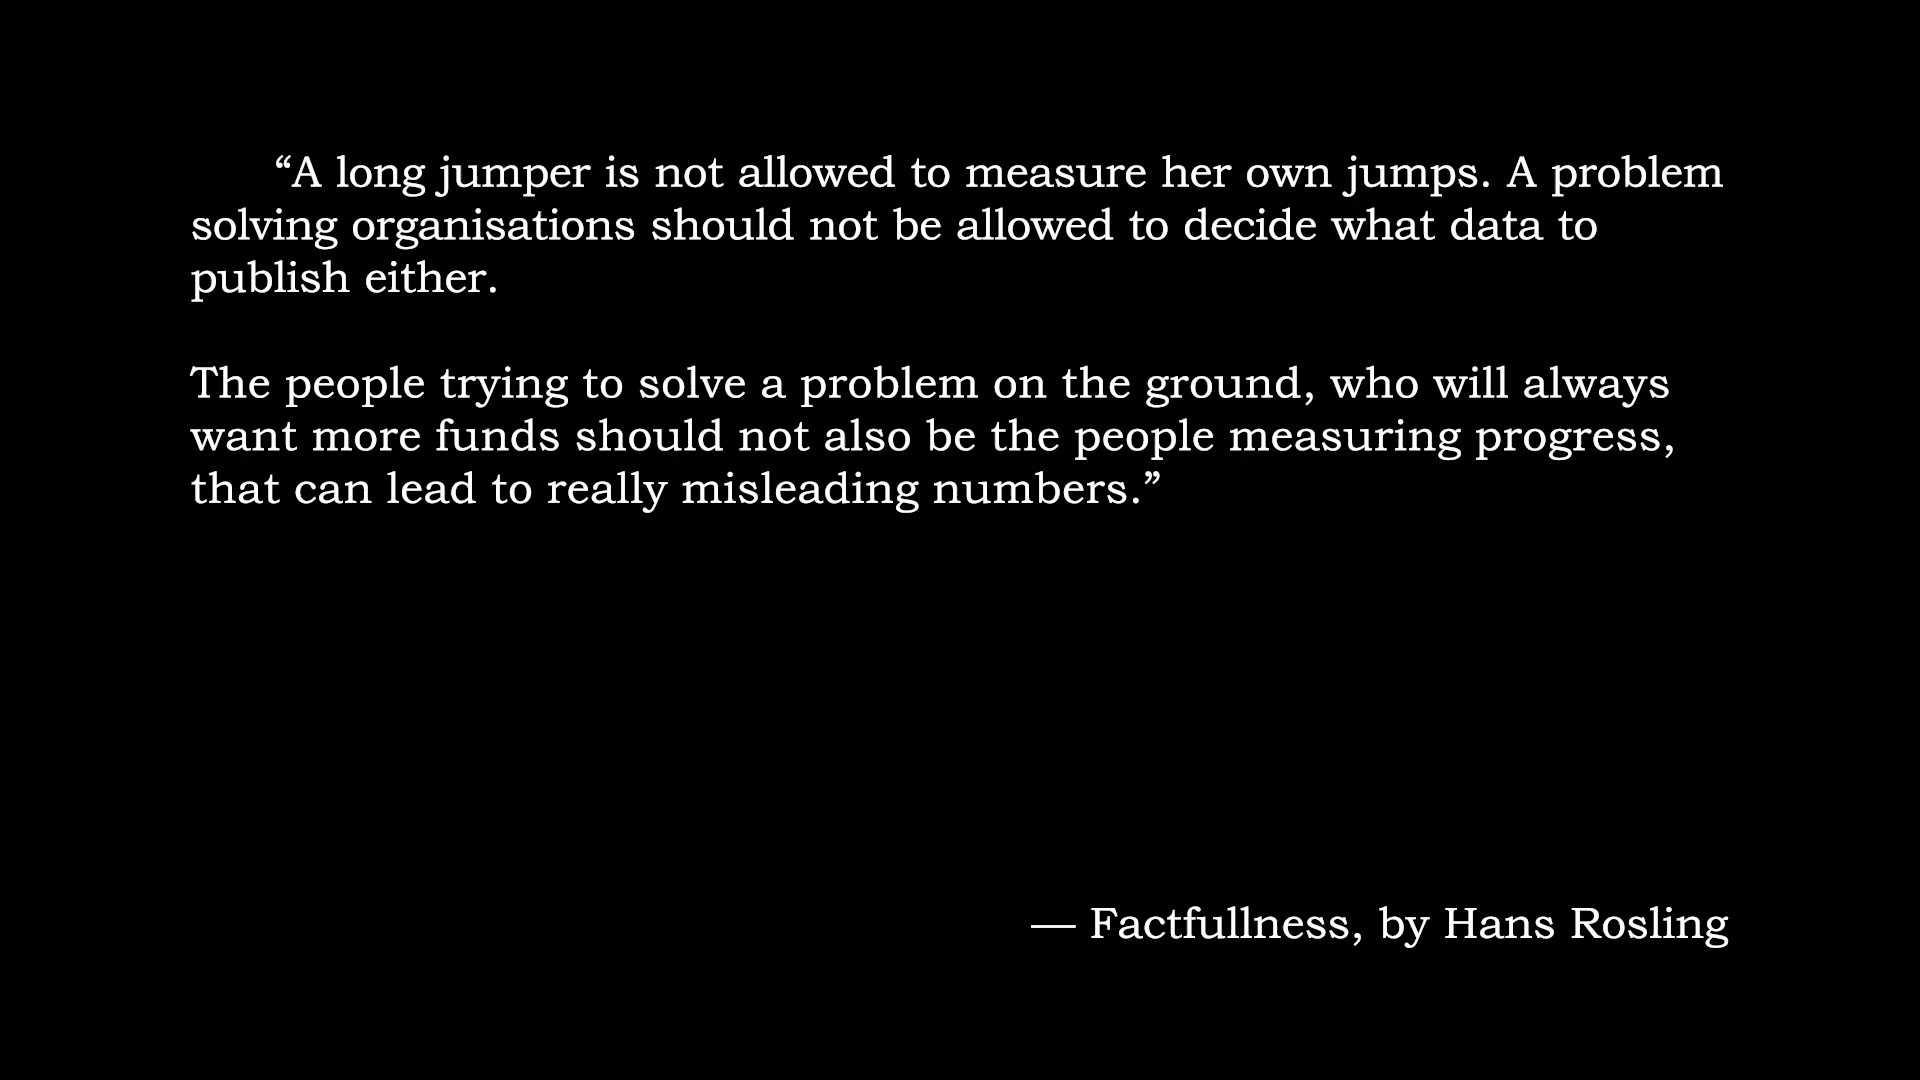 “A long jumper is not allowed to measure her own jumps. A problem
solving organisations should not be allowed to decide what data to
publish either.
The people trying to solve a problem on the ground, who will always
want more funds should not also be the people measuring progress,
that can lead to really misleading numbers.”
— Factfullness, by Hans Rosling